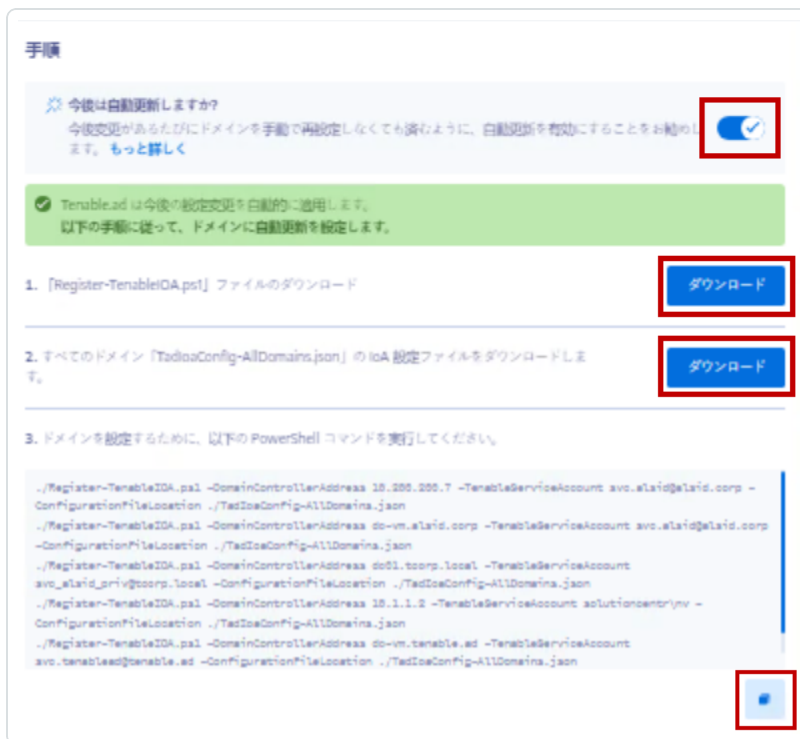 手順
今後は自動更新しますか?
今後変更があるたびにドメインを手動で再設定しなくても済むように、自動更新を有効にすることをお勧めし
ます。 もっと詳しく
Tenable.ad は今後の設定変更を自動的に適用します。
以下の手順に従って、ドメインに自動更新を設定します。
1. 「Register-TenableIOA.ps1」ファイルのダウンロード
ダウンロード
2. すべてのドメイン「TadIoaConfig-AllDomains.json」の IoA 設定ファイルをダウンロードしま
す。
ダウンロード
3. ドメインを設定するために、以下の PowerShell コマンドを実行してください。
./Register-TenableIOA.ps1 -DomainControllerAddress -TenableServiceAccount svc.alsid@alsid.corp -
ConfigurationFileLocation ./TadIoaConfig-AllDomains.json
./Register-TenableIOA.ps1 -DomainControllerAddress dc-vm.alsid.corp -TenableServiceAccount svc.alsid@alsid.corp
-ConfigurationFileLocation ./TadIoaConfig-AllDomains.json
./Register-TenableIOA.ps1 -DomainControllerAddress dc01.tcorp.local -TenableServiceAccount
svc_alsid_priv@tcorp.local -ConfigurationFileLocation ./TadIoaConfig-AllDomains.json
./Register-TenableIOA.ps1 -DomainControllerAddress 10.1.1.2 -TenableServiceAccount solutioncentr\nv -
ConfigurationFileLocation ./TadIoaConfig-AllDomains.json
./Register-TenableIOA.ps1 -DomainControllerAddress dc-vm.tenable.ad -TenableServiceAccount
svc.tenablead@tenable.ad -ConfigurationFileLocation ./TadIoaConfig-AllDomains.json